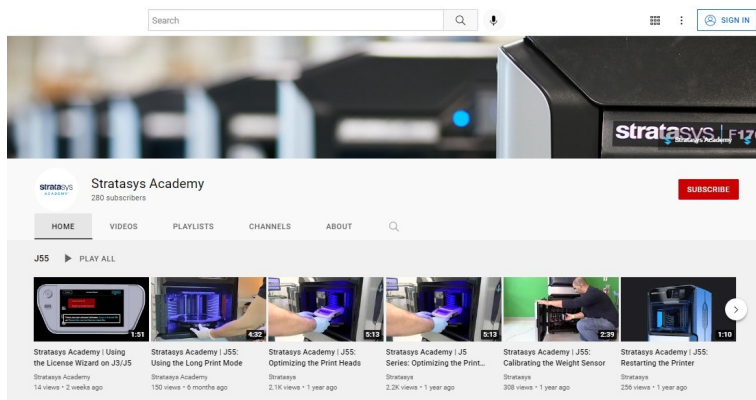 Search
SIGN IN
stratasys F170
Stratasys Academy
stratasys
ACADEMY
Stratasys Academy
280 subscribers
SUBSCRIBE
HOME VIDEOS PLAYLISTS CHANNELS ABOUT
J55 PLAY ALL
1:51 4:32 5:13 5:13 2:39 1:10
Stratasys Academy | Using the License Wizard on J3/J5
Stratasys Academy
14 views • 2 weeks ago
Stratasys Academy | J55: Using the Long Print Mode
Stratasys Academy
150 views • 6 months ago
Stratasys Academy | J55: Optimizing the Print Heads
Stratasys
2.1K views • 1 year ago
Stratasys Academy | J5 Series: Optimizing the Print...
Stratasys
2.2K views • 1 year ago
Stratasys Academy | J55: Calibrating the Weight Sensor
Stratasys
308 views • 1 year ago
Stratasys Academy | J55: Restarting the Printer
Stratasys
256 views • 1 year ago